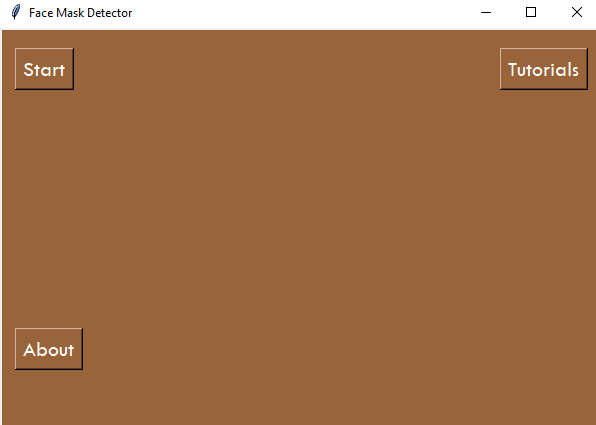 Face Mask Detector
Start
Tutorials
About